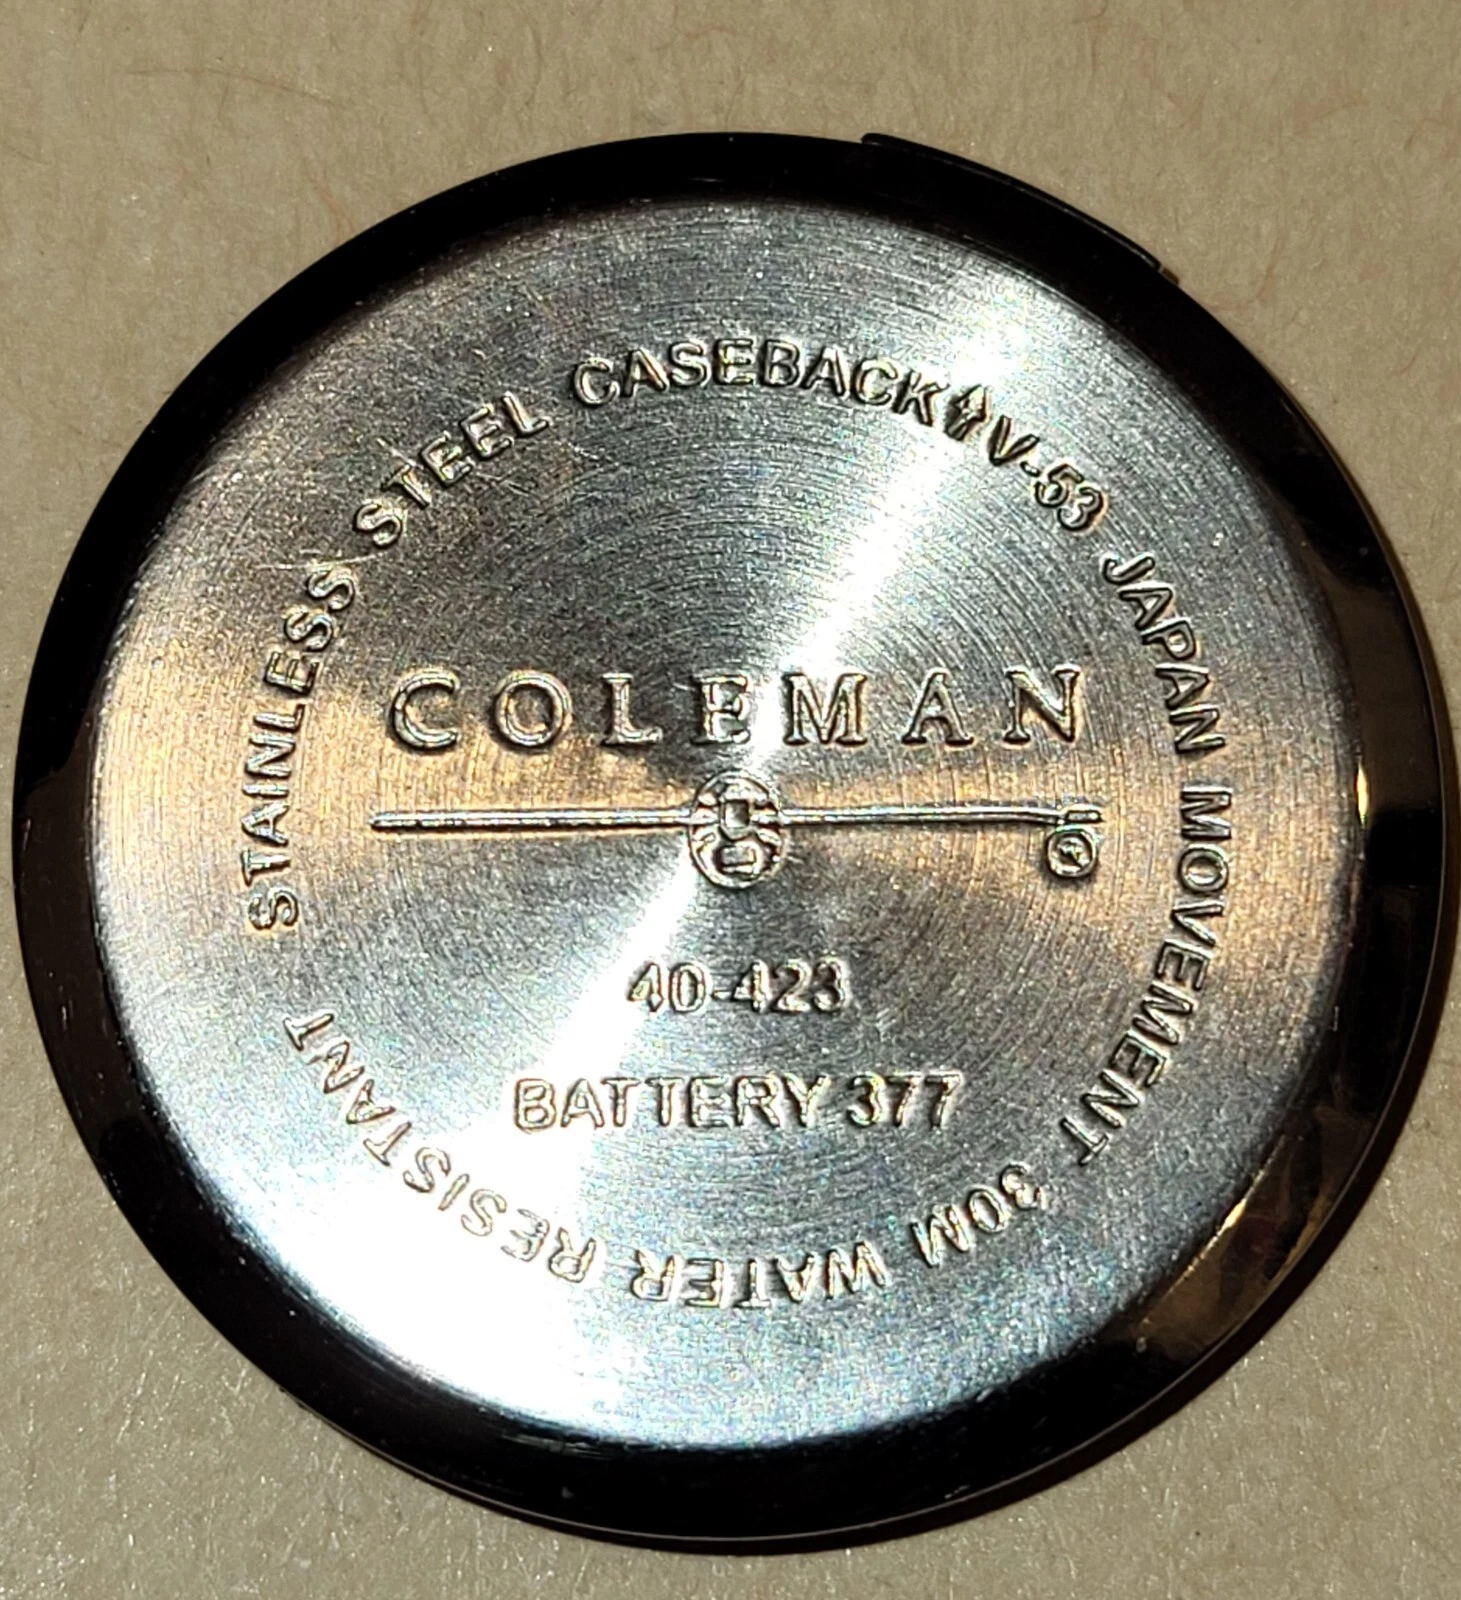 STAINLESS STEEL CASEBACK V-53 JAPAN MOVEMENT 30M WATER RESISTANT
COLEMAN
40-423
BATTERY 377